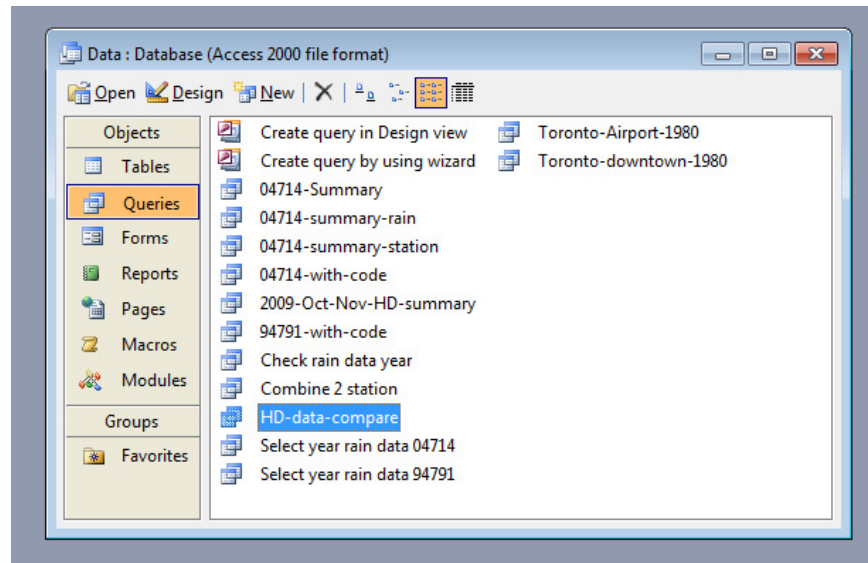 Data : Database (Access 2000 file format)
Open Design New
Objects
Tables
Queries
Forms
Reports
Pages
Macros
Modules
Groups
Favorites
Create query in Design view
Create query by using wizard
04714-Summary
04714-summary-rain
04714-summary-station
04714-with-code
2009-Oct-Nov-HD-summary
94791-with-code
Check rain data year
Combine 2 station
HD-data-compare
Select year rain data 04714
Select year rain data 94791
Toronto-Airport-1980
Toronto-downtown-1980